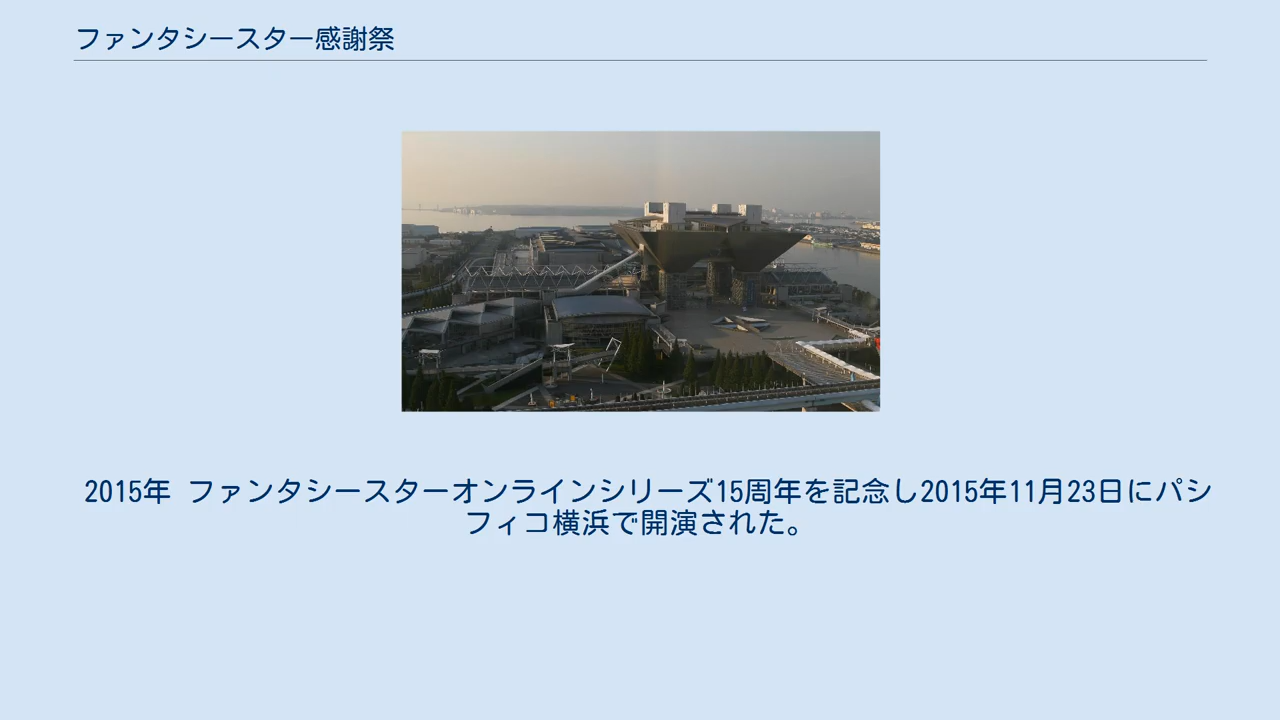 ファンタシースター感謝祭
2015年 ファンタシースターオンラインシリーズ15周年を記念し2015年11月23日にパシ
フィコ横浜で開演された。